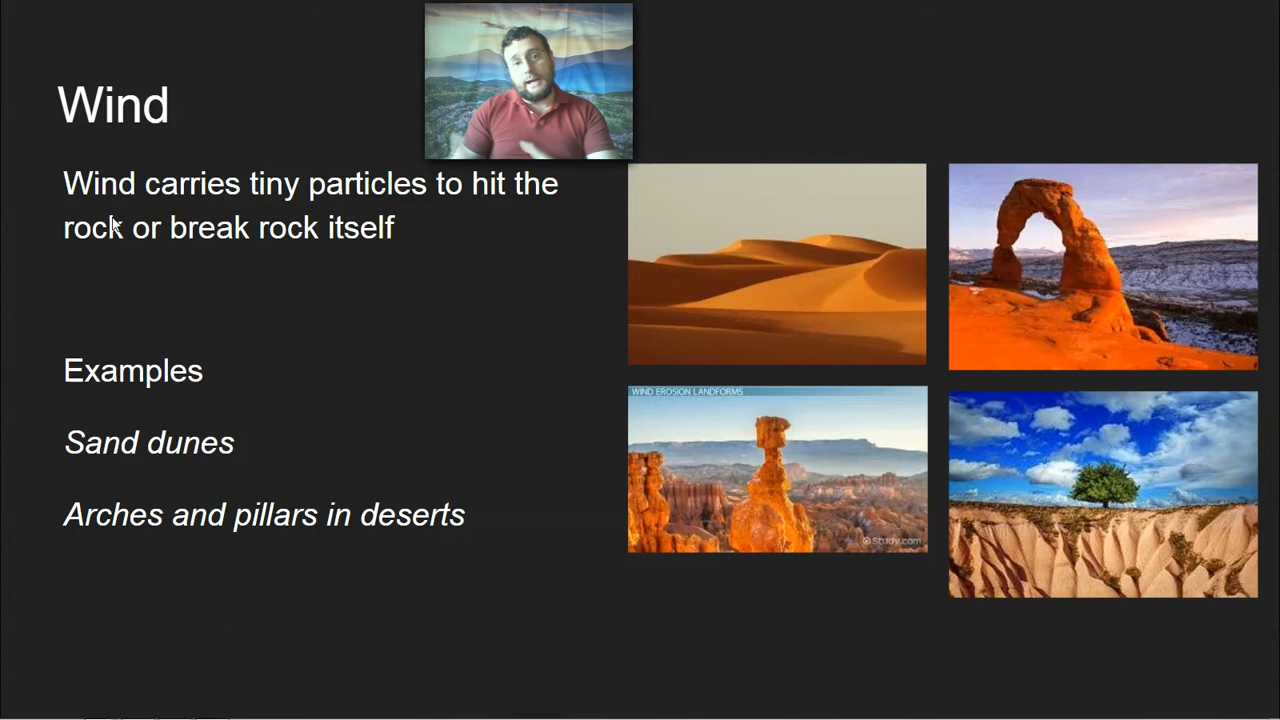 Wind
Wind carries tiny particles to hit the
rock or break rock itself
Examples
Sand dunes
Arches and pillars in deserts
WIND EROSION LANDFORMS
Study.com